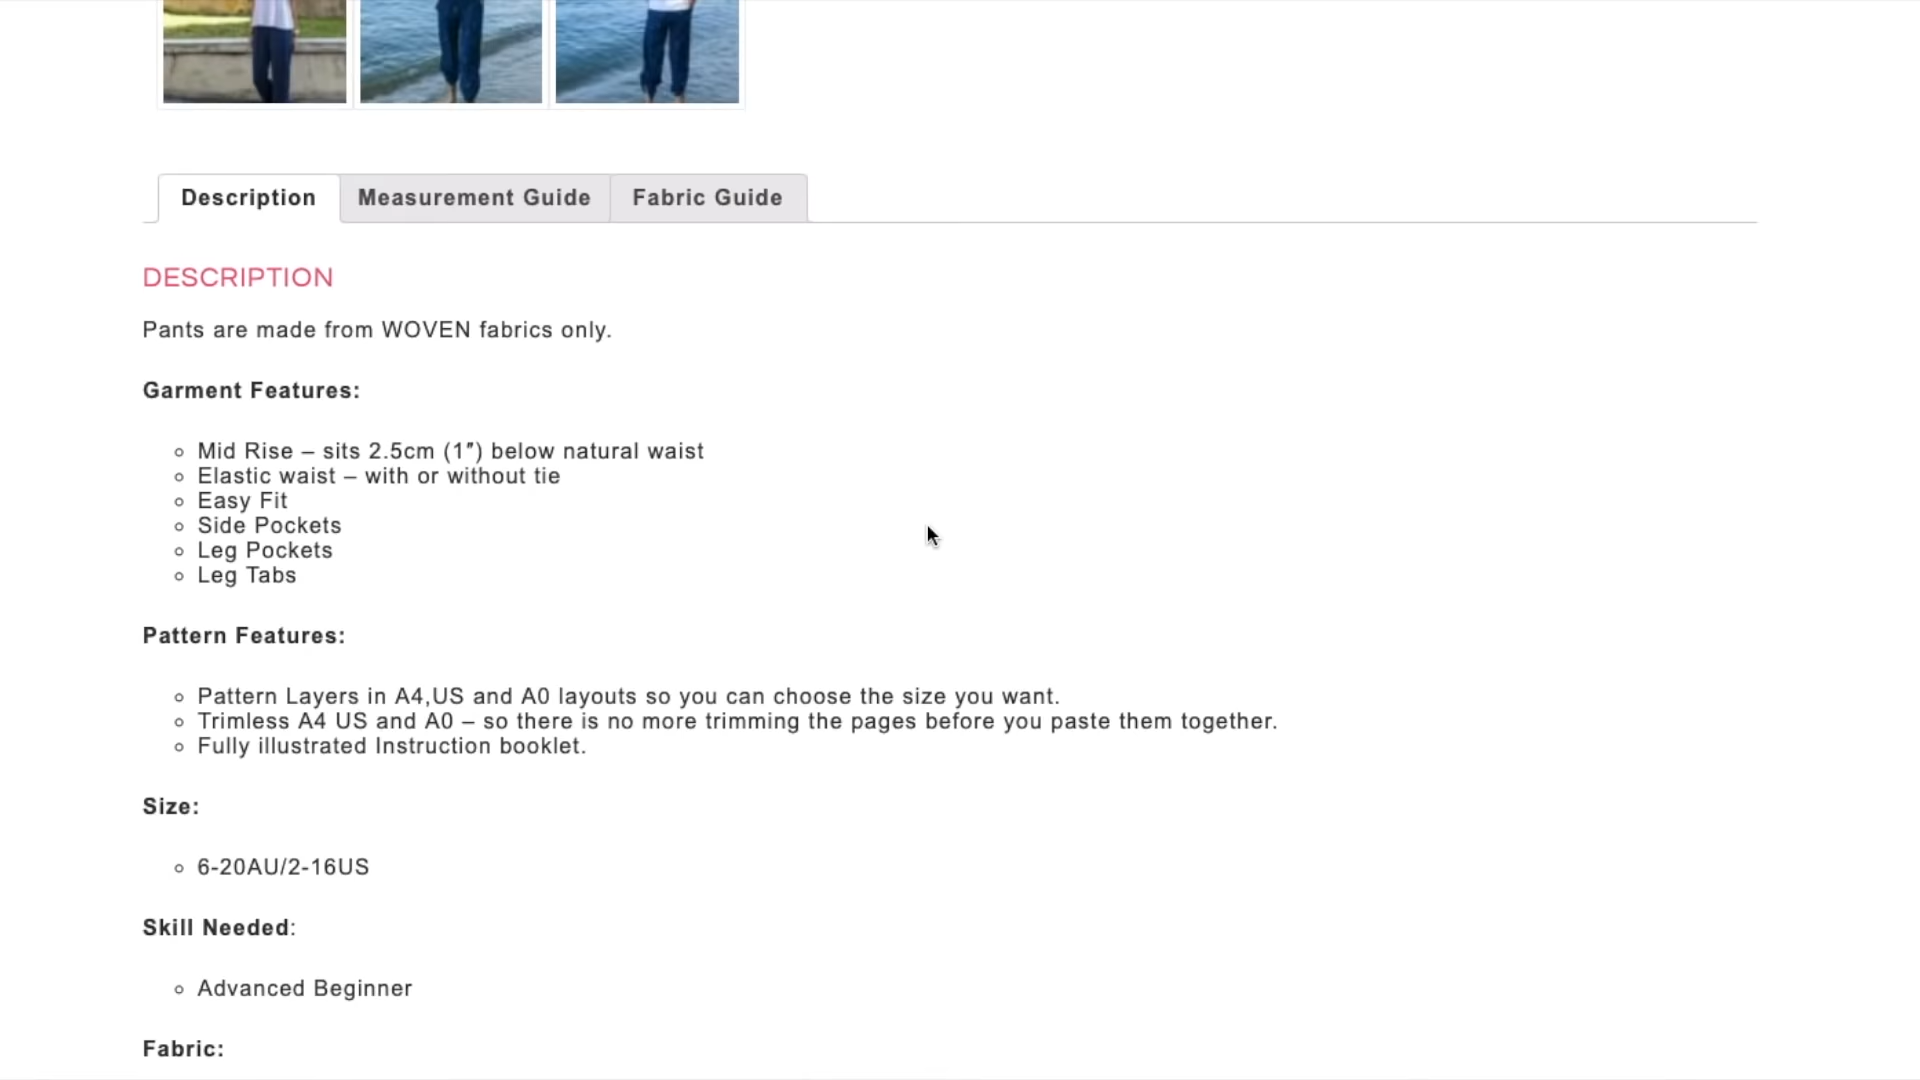 Description
Measurement Guide
Fabric Guide
DESCRIPTION
Pants are made from WOVEN fabrics only.
Garment Features:
Mid Rise – sits 2.5cm (1″) below natural waist
Elastic waist – with or without tie
Easy Fit
Side Pockets
Leg Pockets
Leg Tabs
Pattern Features:
Pattern Layers in A4,US and A0 layouts so you can choose the size you want.
Trimless A4 US and A0 – so there is no more trimming the pages before you paste them together.
Fully illustrated Instruction booklet.
Size:
6-20AU/2-16US
Skill Needed:
Advanced Beginner
Fabric: